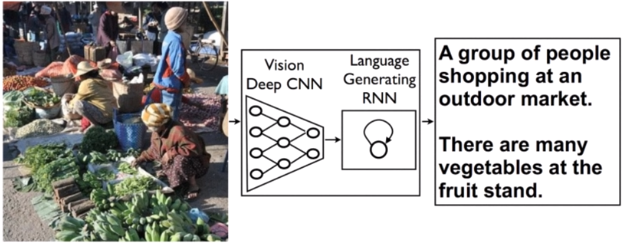 Vision
Deep CNN
Language
Generating
RNN
A group of people
shopping at an
outdoor market.
There are many
vegetables at the
fruit stand.